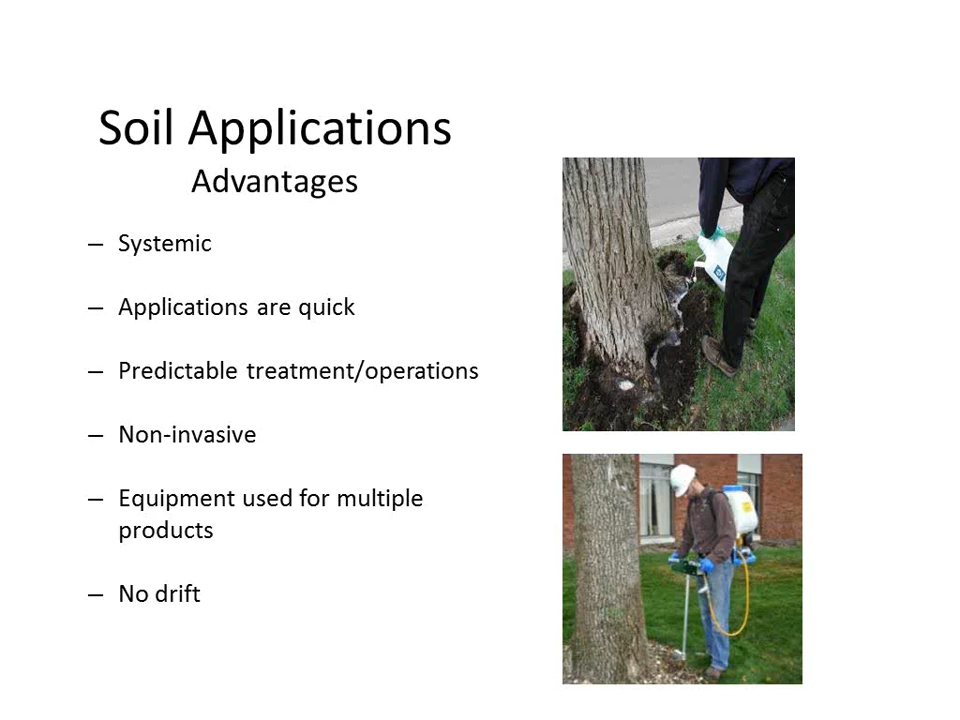 Soil Applications
Advantages
– Systemic
– Applications are quick
– Predictable treatment/operations
– Non-invasive
– Equipment used for multiple
products
– No drift